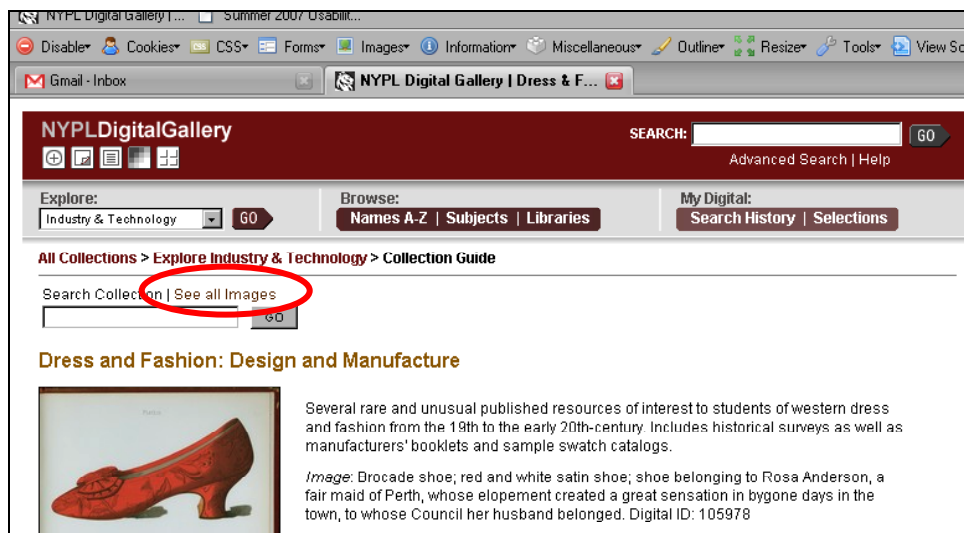 NYPL Digital Gallery | ... Summer 2007 Usabilit...
Disable Cookies CSS Forms Images Information Miscellaneous Outline Resize Tools View So
Gmail - Inbox NYPL Digital Gallery | Dress & F...
NYPLDigitalGallery SEARCH: GO
Advanced Search | Help
Explore: Browse: My Digital:
Industry & Technology GO Names A-Z | Subjects | Libraries Search History | Selections
All Collections > Explore Industry & Technology > Collection Guide
Search Collection | See all Images
GO
Dress and Fashion: Design and Manufacture
Several rare and unusual published resources of interest to students of western dress
and fashion from the 19th to the early 20th-century. Includes historical surveys as well as
manufacturers' booklets and sample swatch catalogs.
Image: Brocade shoe; red and white satin shoe; shoe belonging to Rosa Anderson, a
fair maid of Perth, whose elopement created a great sensation in bygone days in the
town, to whose Council her husband belonged. Digital ID: 105978